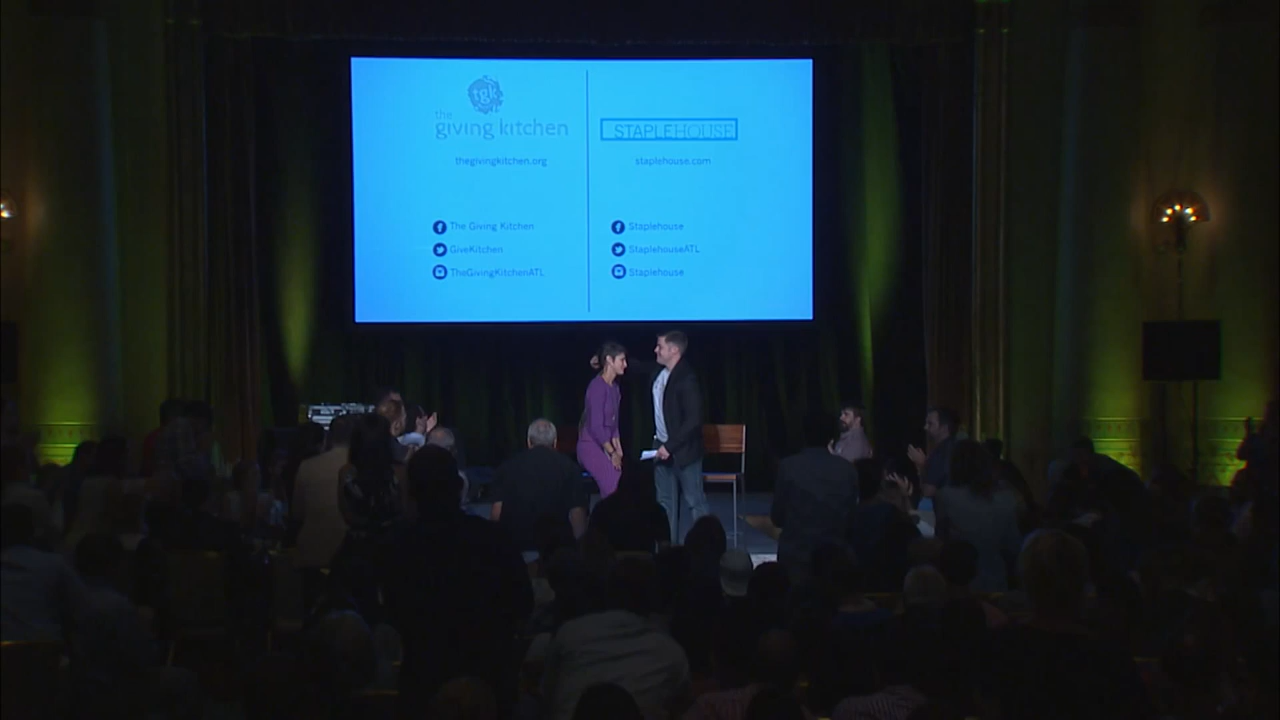 tgk
the
giving kitchen
thegivingkitchen.org
The Giving Kitchen
GiveKitchen
TheGivingKitchenATL
STAPLEHOUSE
staplehouse.com
Staplehouse
StaplehouseATL
Staplehouse